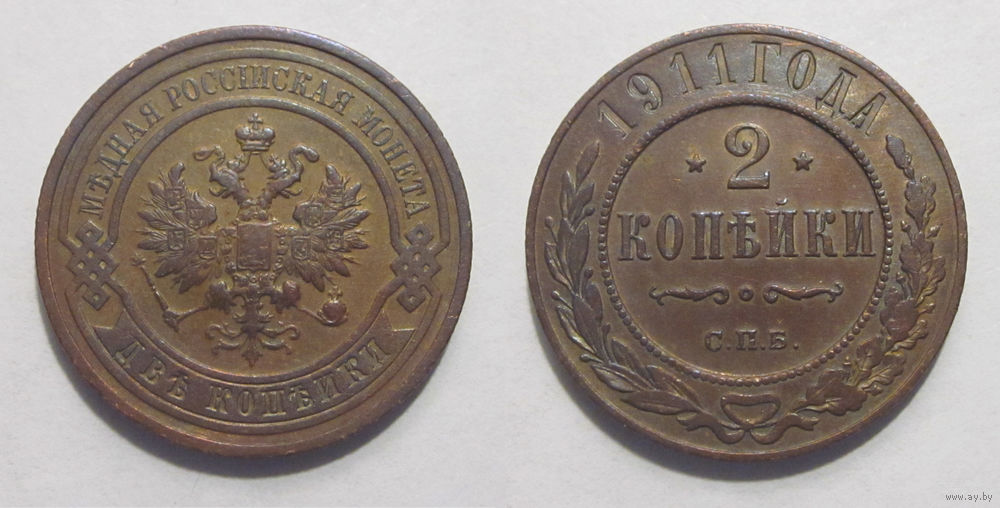 МѢДНАЯ РОССІЙСКАЯ МОНЕТА
ДВѢ КОПѢЙКИ
1911 ГОДА
2
КОПѢЙКИ
С.П.Б.
www.ay.by